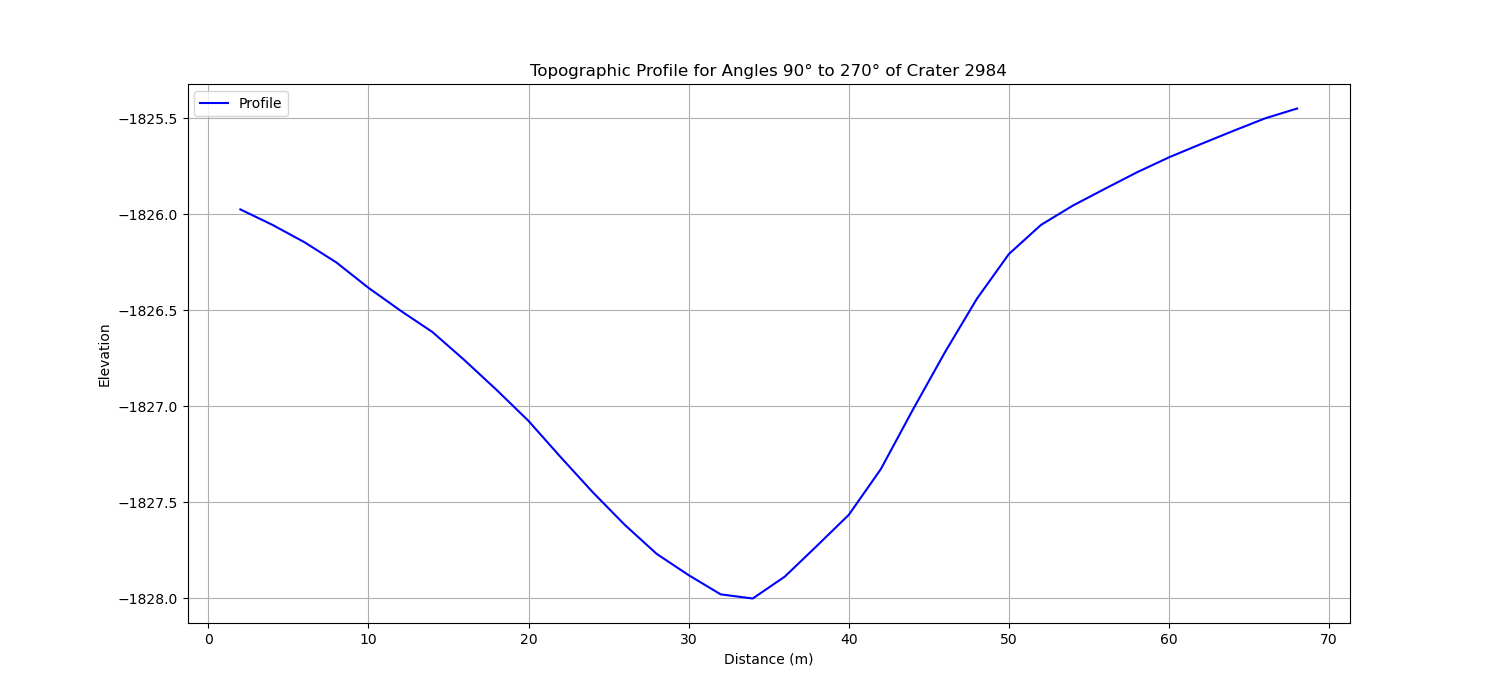 Topographic Profile for Angles 90° to 270° of Crater 2984
Profile
−1825.5
−1826.0
−1826.5
−1827.0
−1827.5
−1828.0
Elevation
0 10 20 30 40 50 60 70
Distance (m)